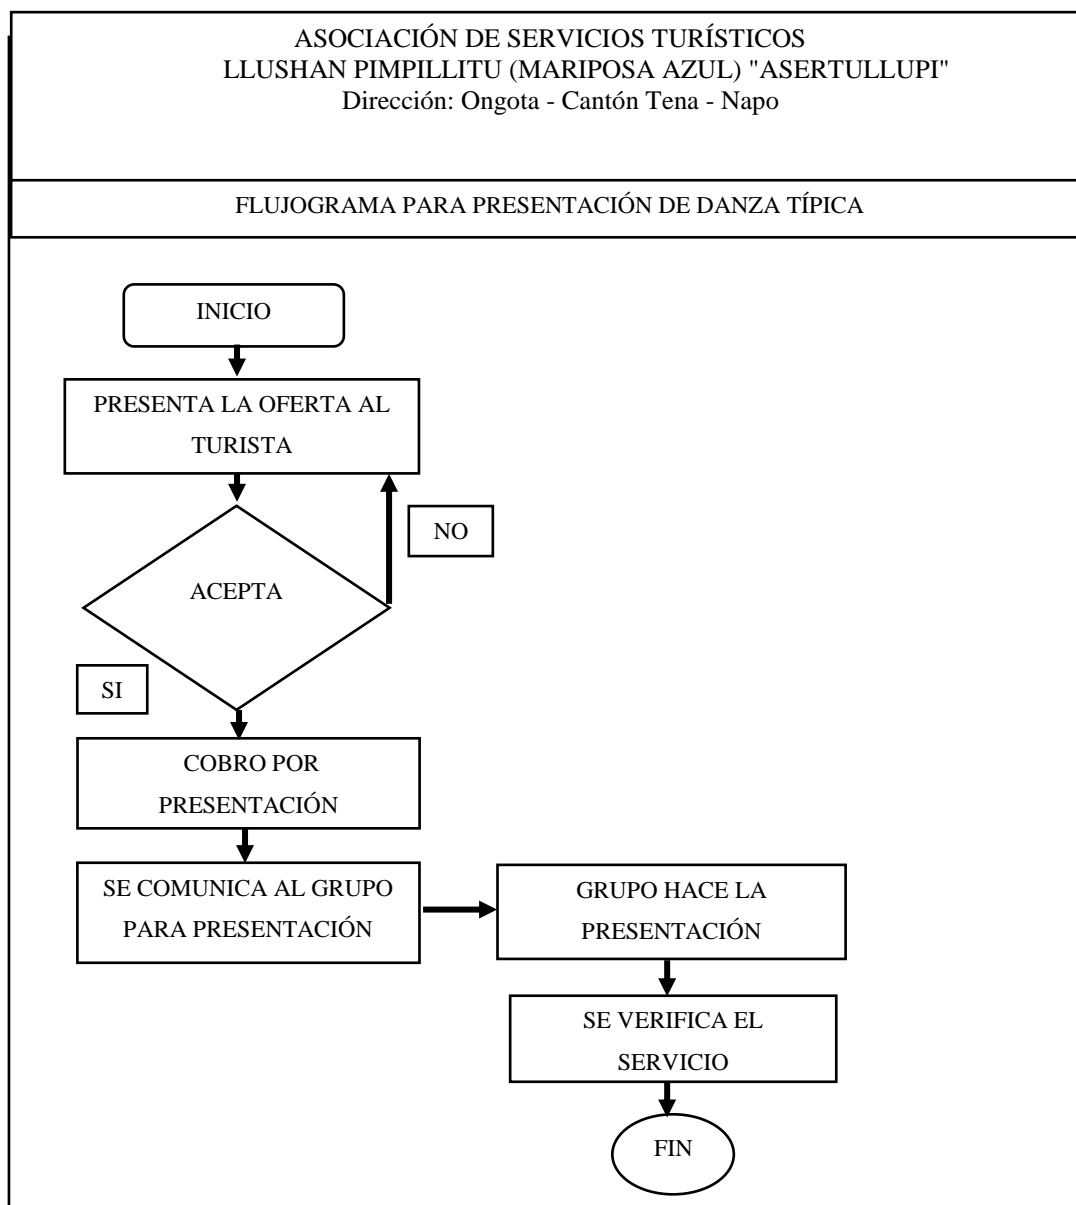 ASOCIACIÓN DE SERVICIOS TURÍSTICOS
LLUSHAN PIMPILLITU (MARIPOSA AZUL) "ASERTULLUPI"
Dirección: Ongota - Cantón Tena - Napo
FLUJOGRAMA PARA PRESENTACIÓN DE DANZA TÍPICA
INICIO
PRESENTA LA OFERTA AL
TURISTA
NO
ACEPTA
SI
COBRO POR
PRESENTACIÓN
SE COMUNICA AL GRUPO
PARA PRESENTACIÓN
GRUPO HACE LA
PRESENTACIÓN
SE VERIFICA EL
SERVICIO
FIN